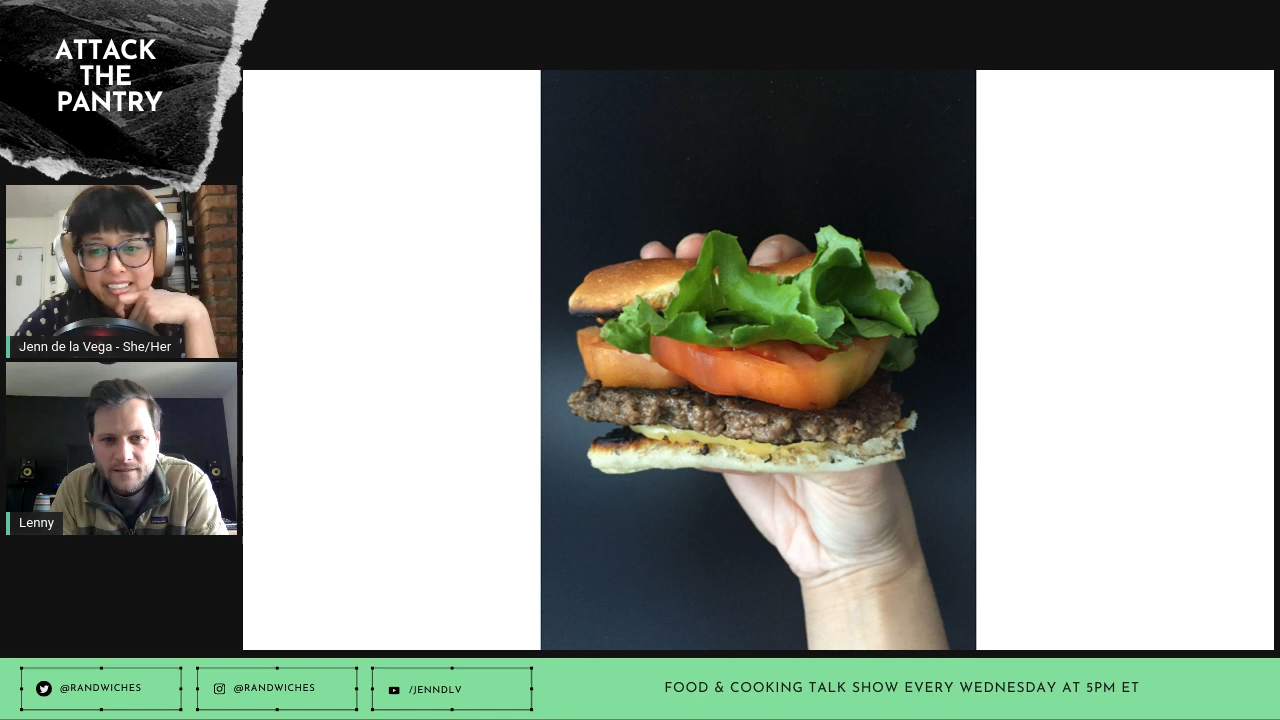 ATTACK
THE
PANTRY
Jenn de la Vega - She/Her
Lenny
@RANDWICHES
@RANDWICHES
/JENNDLV
FOOD & COOKING TALK SHOW EVERY WEDNESDAY AT 5PM ET